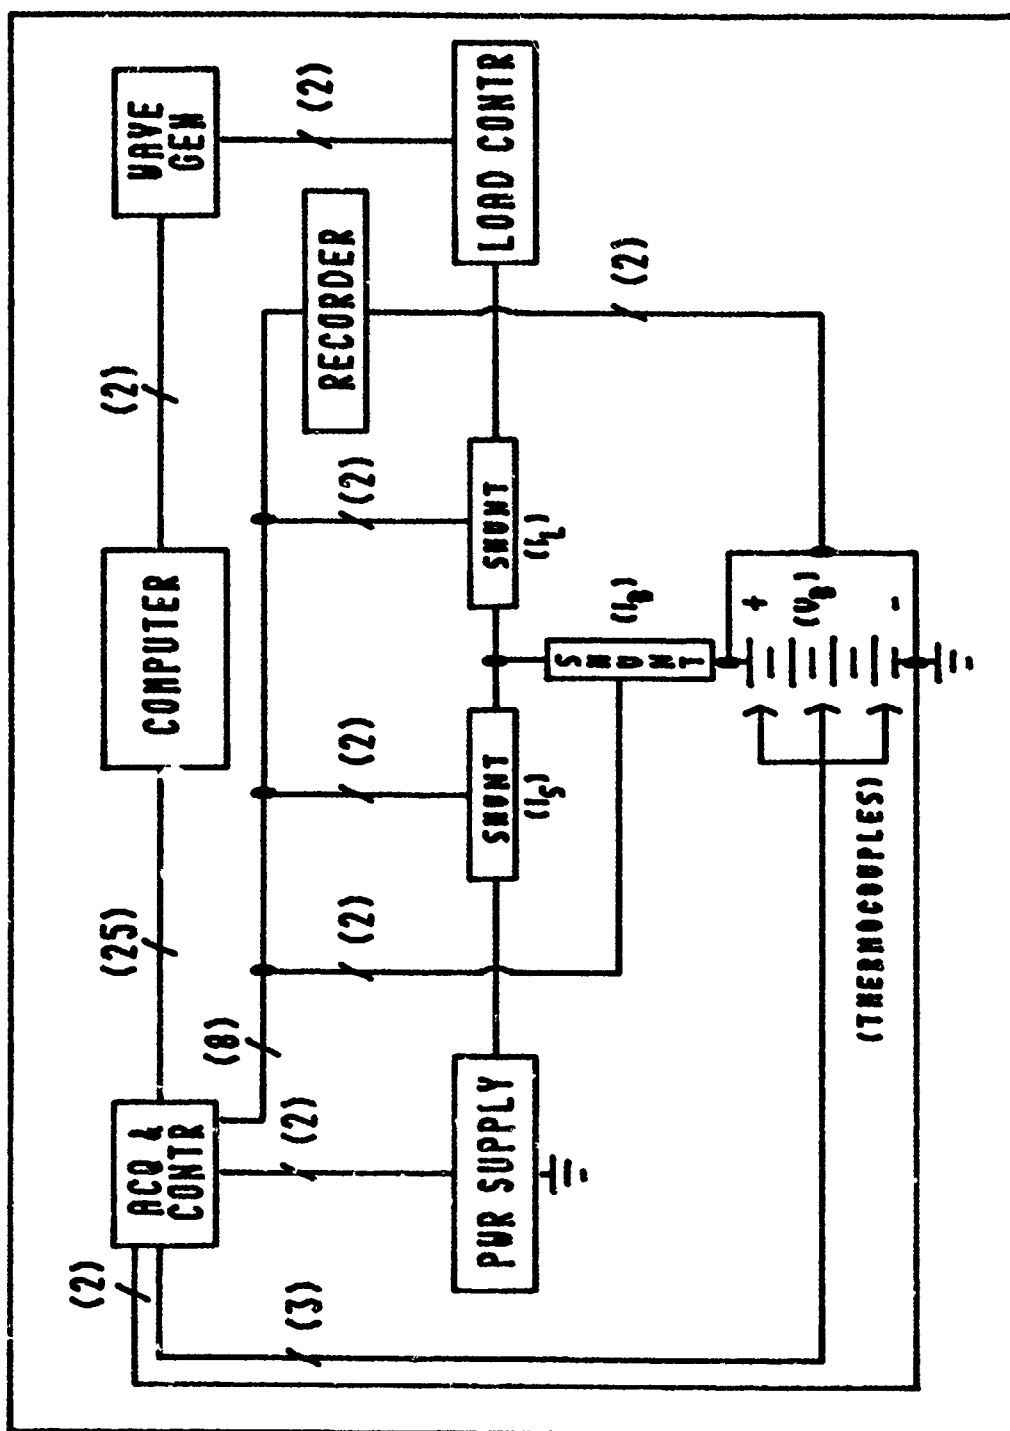 (2)
ACQ &
CONTR
(25)
COMPUTER
(2)
WAVE
GEN
(8)
(3)
(2)
(2)
(2)
(2)
RECORDER
(2)
PWR SUPPLY
SHUNT
(I_S)
SHUNT
(I_L)
LOAD CONTR
SHUNT
(I_B)
(2)
+
(V_B)
-
(THERMOCOUPLES)